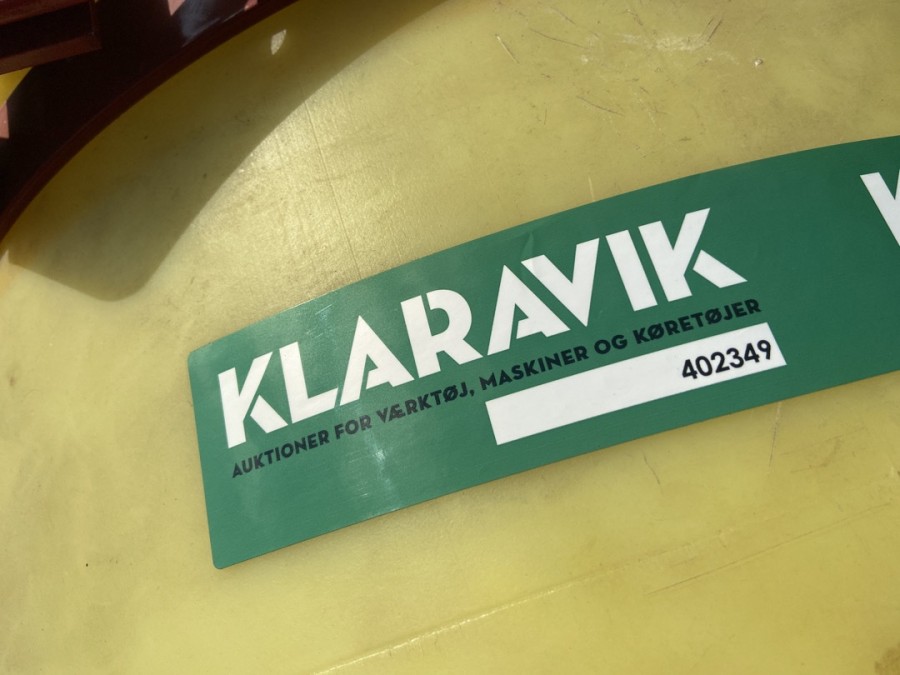 KLARAVIK
AUKTIONER FOR VÆRKTØJ, MASKINER OG KØRETØJER
402349
K